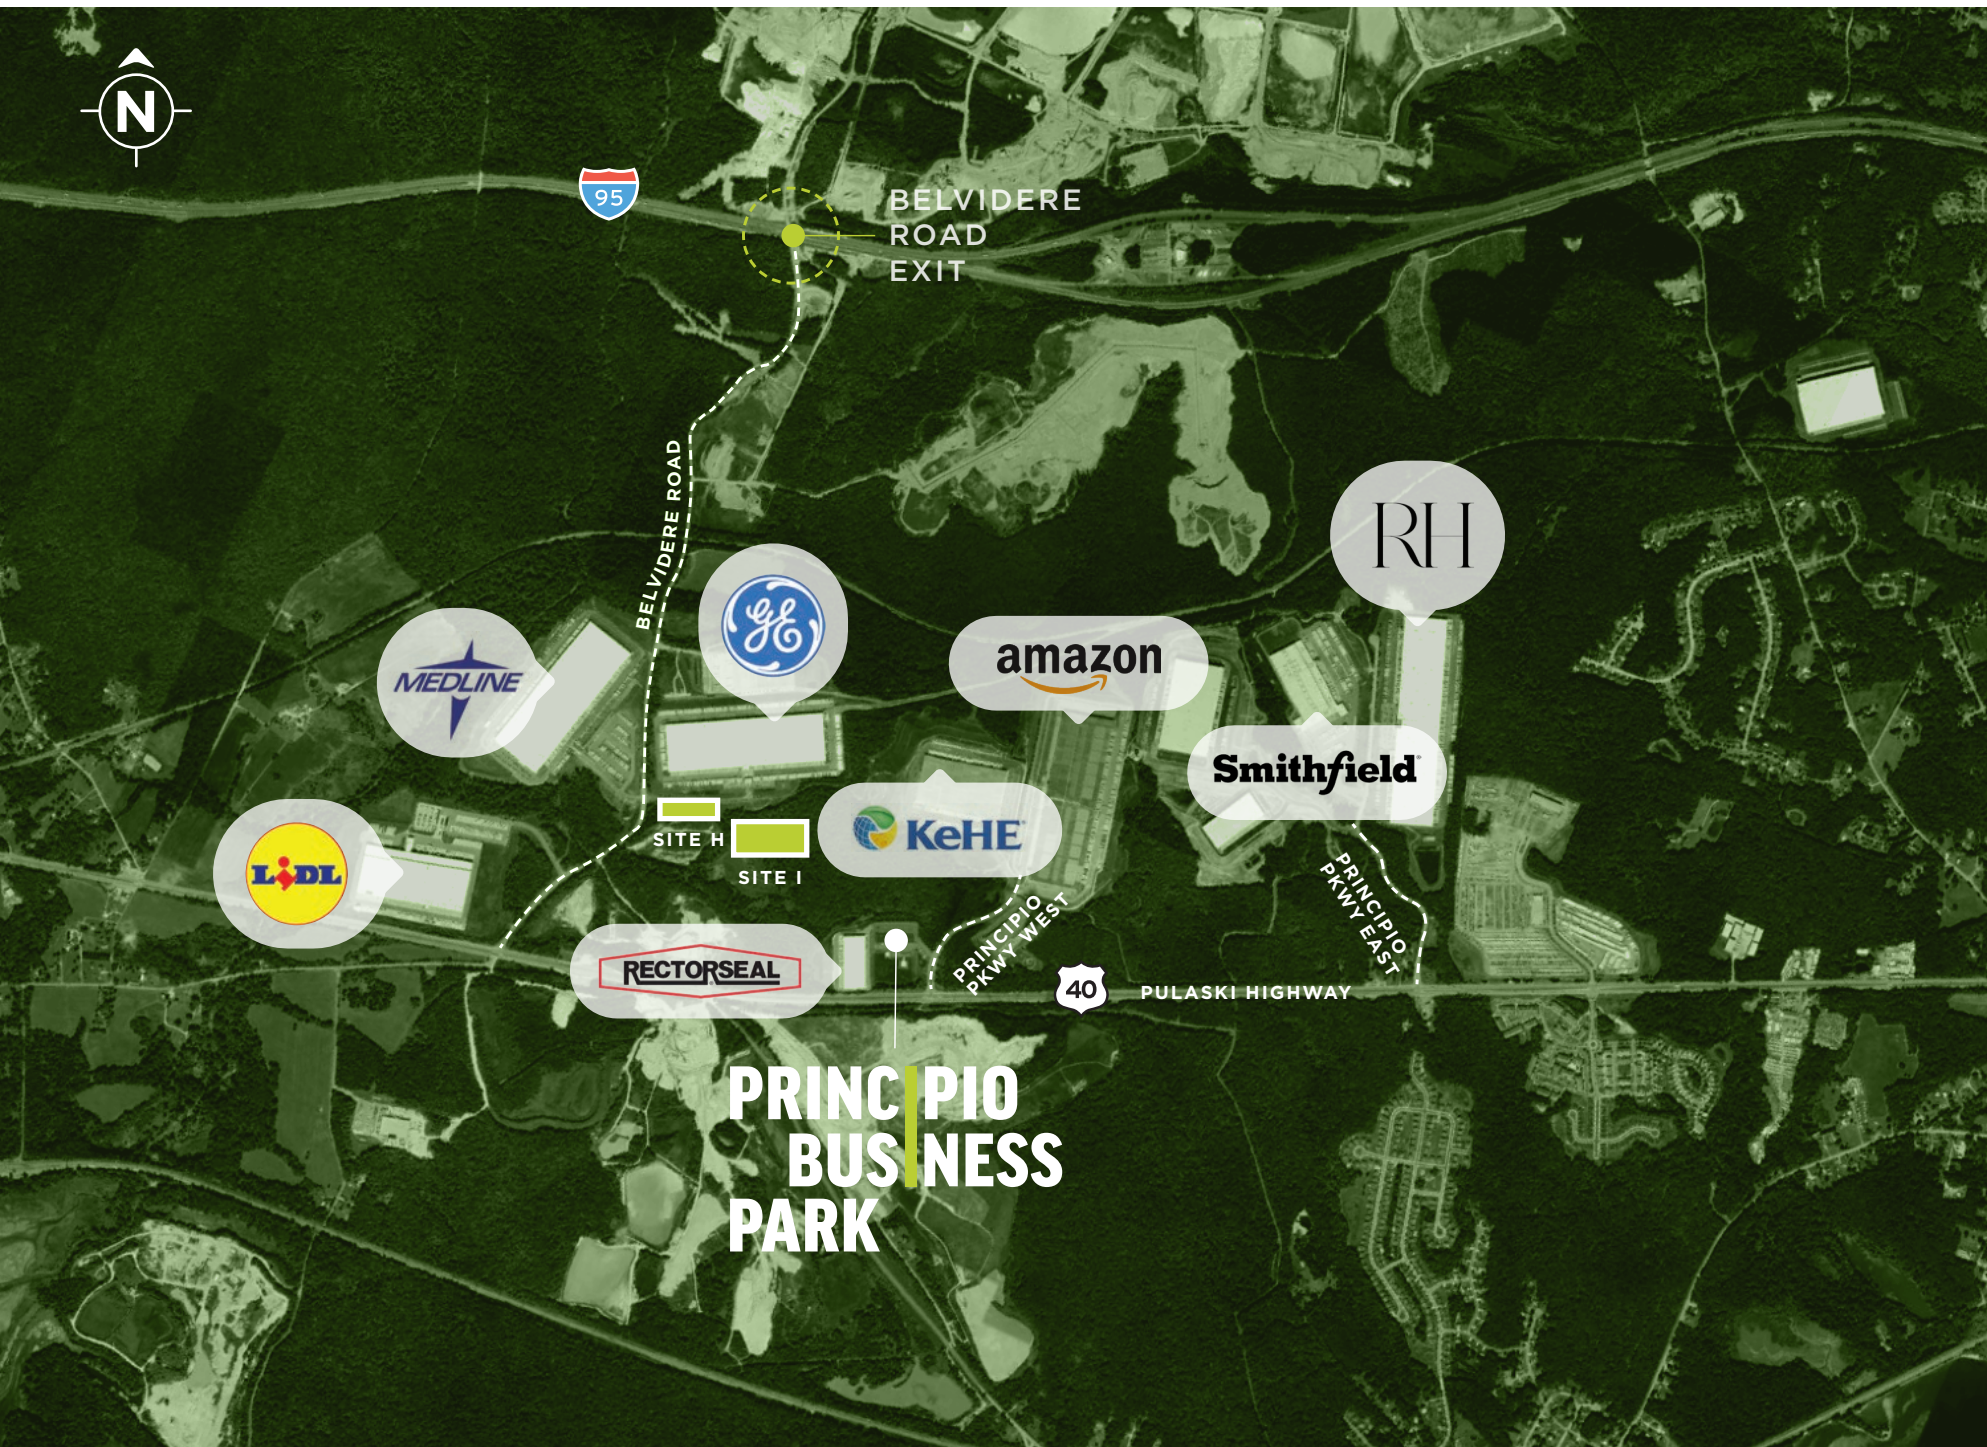 N
95
BELVIDERE
ROAD
EXIT
BELVIDERE ROAD
RH
GE
MEDLINE
amazon
Smithfield®
SITE H
SITE I
KeHE
LIDL
PRINCIPIO
PKWY EAST
PRINCIPIO
PKWY WEST
RECTORSEAL
40
PULASKI HIGHWAY
PRINCIPIO
BUSINESS
PARK